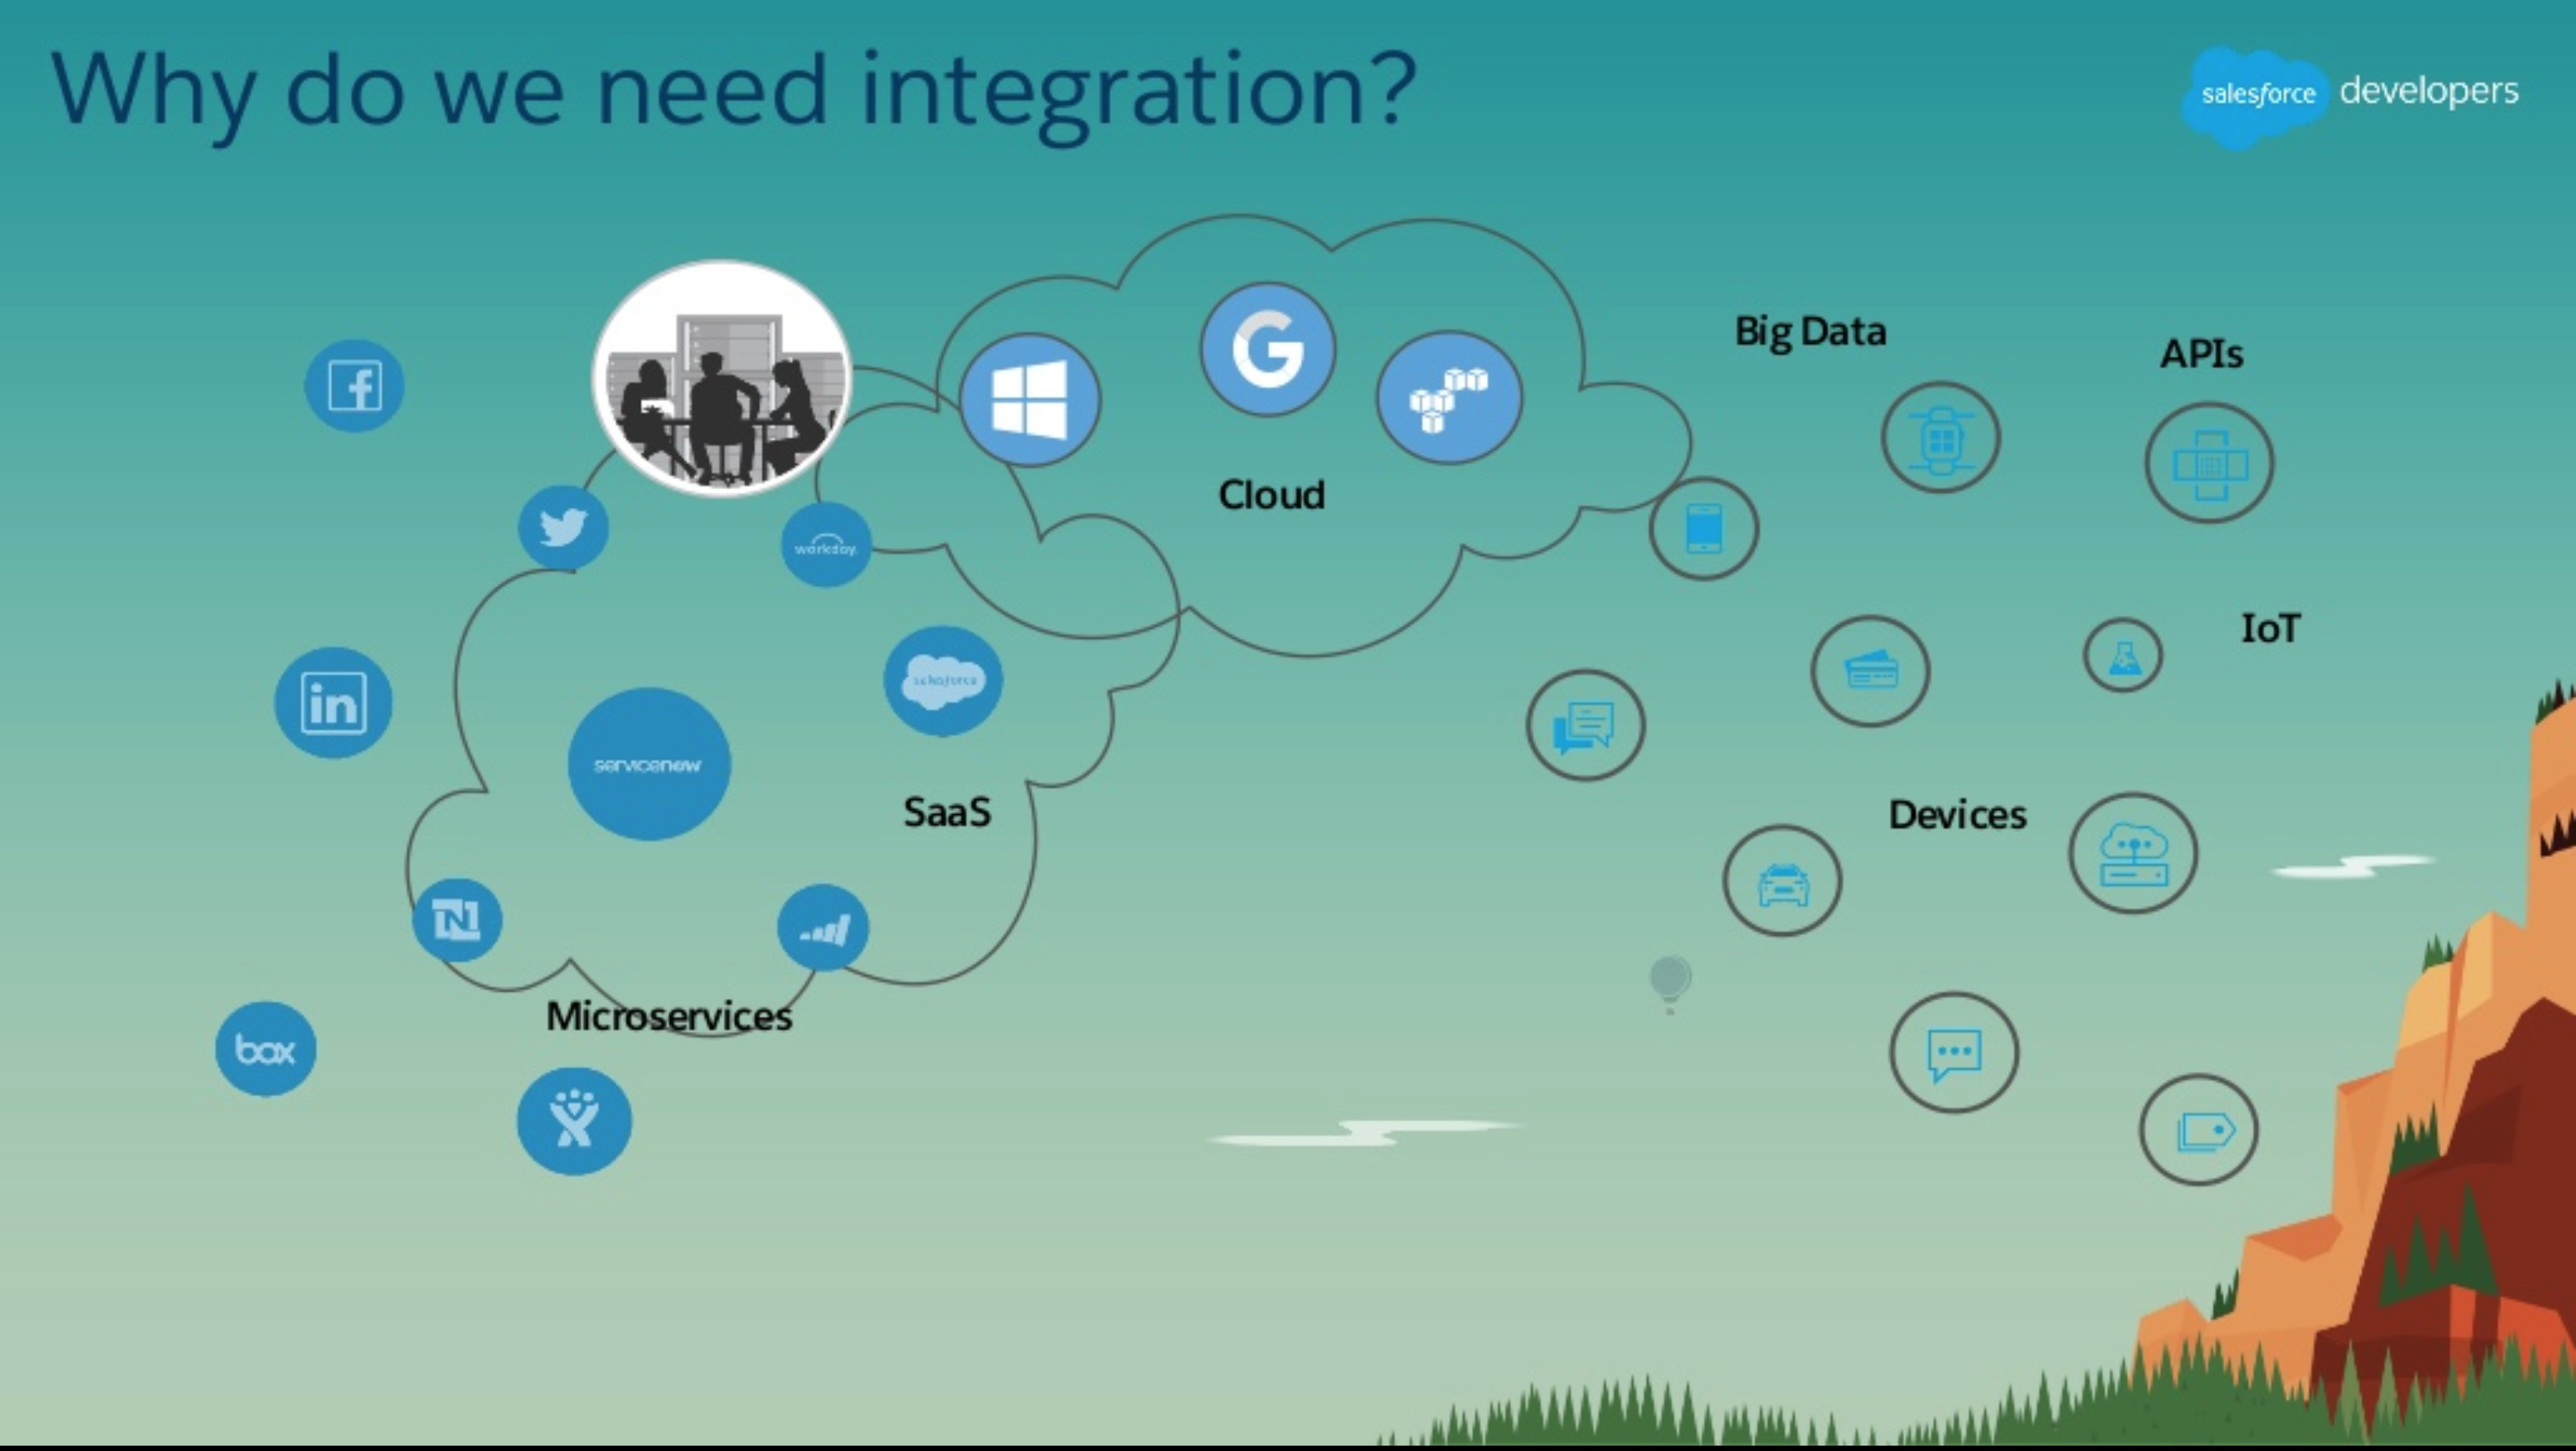 Why do we need integration?
salesforce developers
Big Data
APIs
Cloud
workday.
IoT
salesforce
in
servicenow
SaaS
Devices
N
Microservices
box